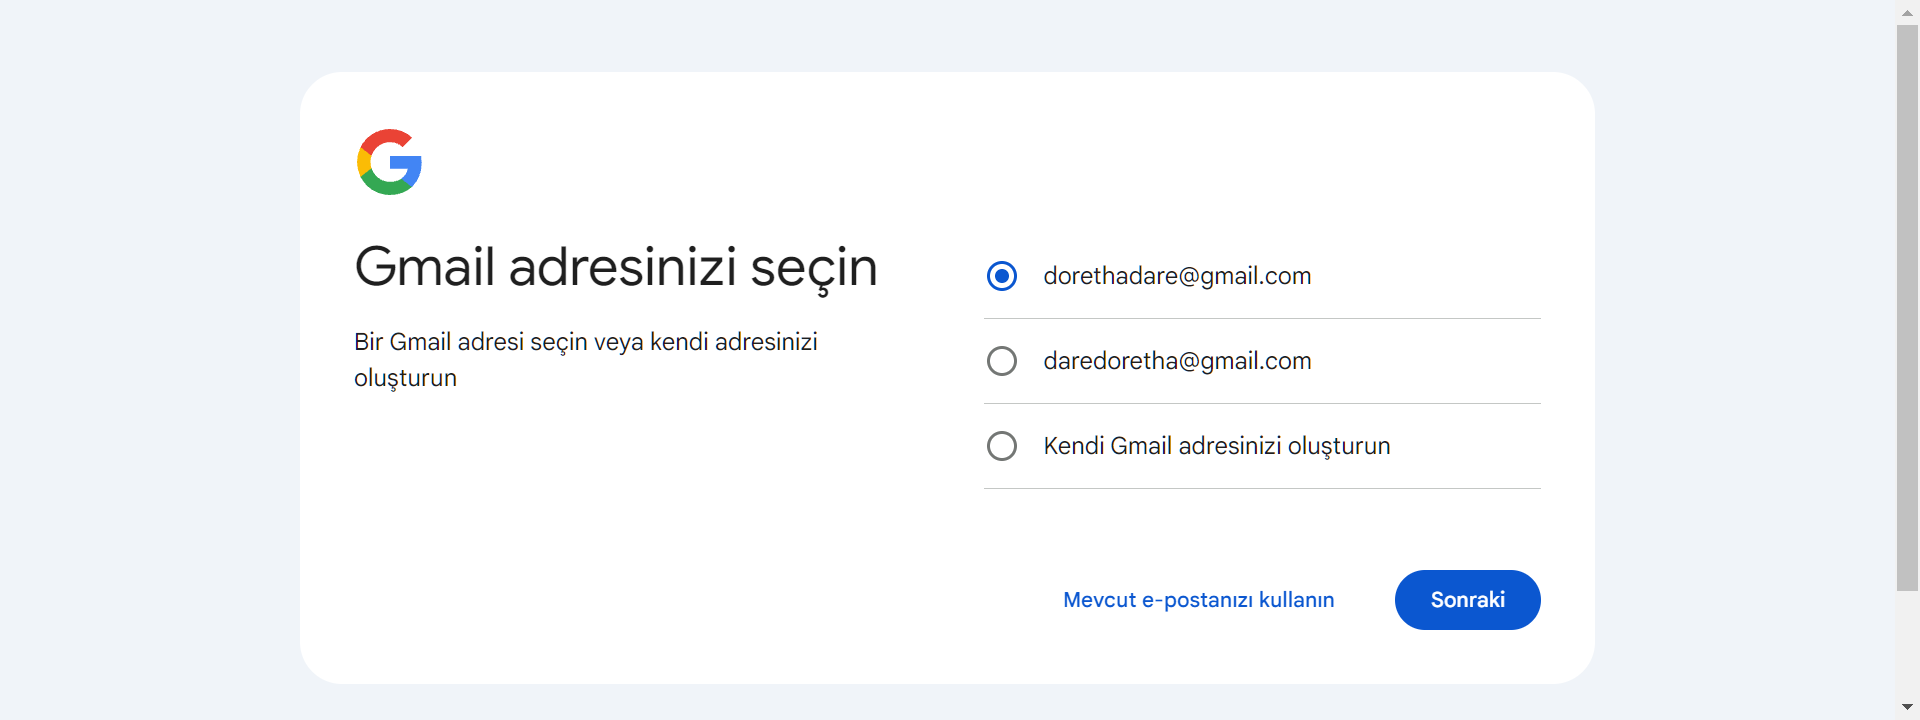 Gmail adresinizi seçin
Bir Gmail adresi seçin veya kendi adresinizi
oluşturun
dorethadare@gmail.com
daredoretha@gmail.com
Kendi Gmail adresinizi oluşturun
Mevcut e-postanızı kullanın
Sonraki